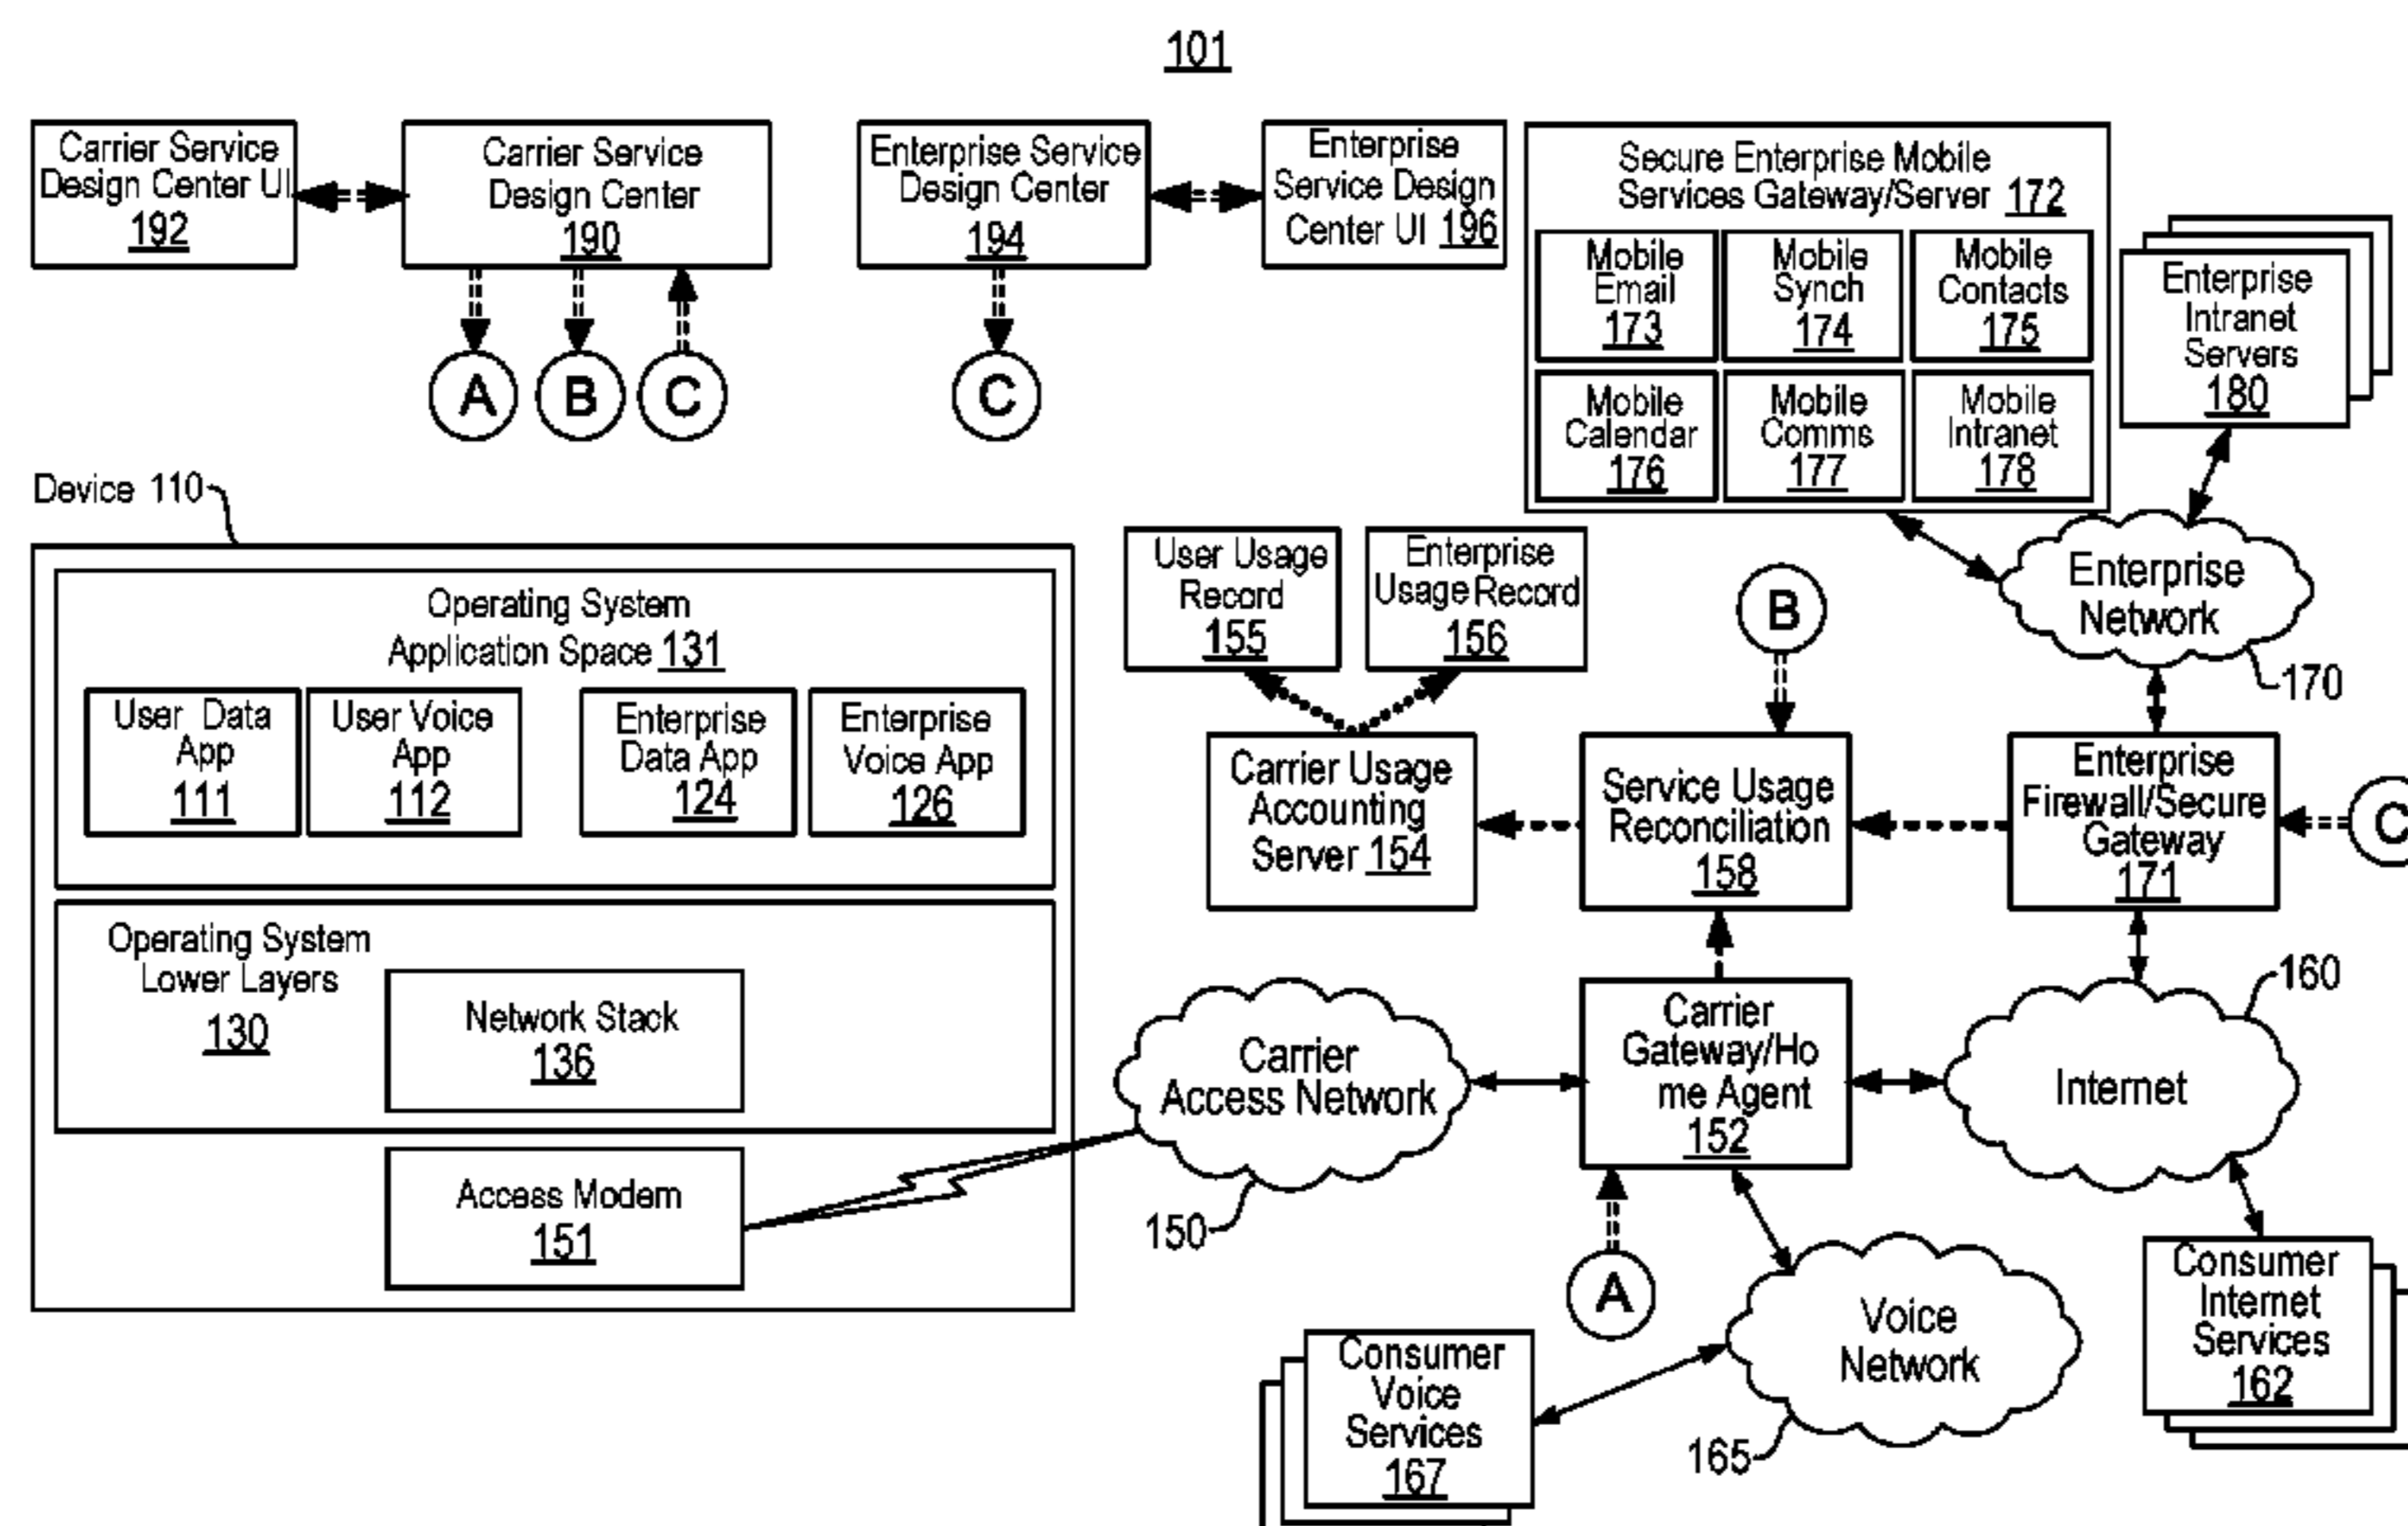 101
Carrier Service
Design Center UI
192
Carrier Service
Design Center
190
Enterprise Service
Design Center
194
Enterprise
Service Design
Center UI 196
Secure Enterprise Mobile
Services Gateway/Server 172
Mobile
Email
173
Mobile
Synch
174
Mobile
Contacts
175
Mobile
Calendar
176
Mobile
Comms
177
Mobile
Intranet
178
Enterprise
Intranet
Servers
180
A
B
C
C
Device 110
Operating System
Application Space 131
User Data
App
111
User Voice
App
112
Enterprise
Data App
124
Enterprise
Voice App
126
Operating System
Lower Layers
130
Network Stack
136
Access Modem
151
User Usage
Record
155
Enterprise
Usage Record
156
B
Enterprise
Network
170
Carrier Usage
Accounting
Server 154
Service Usage
Reconciliation
158
Enterprise
Firewall/Secure
Gateway
171
C
Carrier
Access Network
150
Carrier
Gateway/Ho
me Agent
152
160
Internet
A
Voice
Network
165
Consumer
Voice
Services
167
Consumer
Internet
Services
162